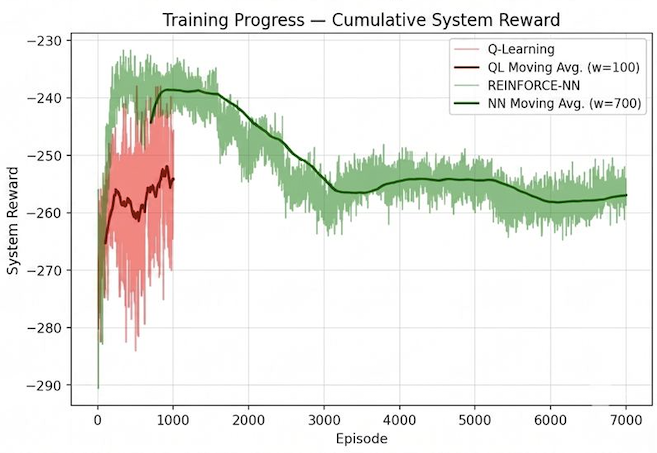 Training Progress — Cumulative System Reward
Q-Learning
QL Moving Avg. (w=100)
REINFORCE-NN
NN Moving Avg. (w=700)
System Reward
−230
−240
−250
−260
−270
−280
−290
0
1000
2000
3000
4000
5000
6000
7000
Episode